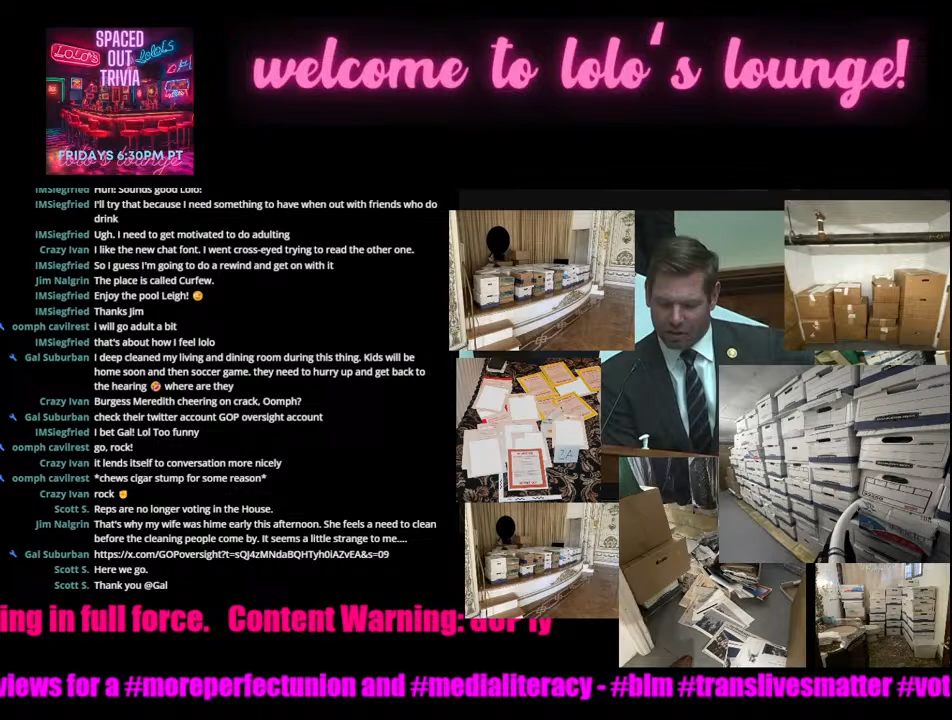 SPACED
OUT
TRIVIA
LOLO'S
FRIDAYS 6:30PM PT
lolo's lounge
welcome to lolo's lounge!
IMSiegfried Huh! Sounds good Lolo!
IMSiegfried I'll try that because I need something to have when out with friends who do
drink
IMSiegfried Ugh. I need to get motivated to do adulting
Crazy Ivan I like the new chat font. I went cross-eyed trying to read the other one.
IMSiegfried So I guess I'm going to do a rewind and get on with it
Jim Nalgrin The place is called Curfew.
IMSiegfried Enjoy the pool Leigh! 😊
IMSiegfried Thanks Jim
oomph cavilrest i will go adult a bit
IMSiegfried that's about how I feel lolo
Gal Suburban I deep cleaned my living and dining room during this thing. Kids will be
home soon and then soccer game. they need to hurry up and get back to
the hearing 🤣 where are they
Crazy Ivan Burgess Meredith cheering on crack, Oomph?
Gal Suburban check their twitter account GOP oversight account
IMSiegfried I bet Gal! Lol Too funny
oomph cavilrest go, rock!
Crazy Ivan it lends itself to conversation more nicely
oomph cavilrest *chews cigar stump for some reason*
Crazy Ivan rock ✊
Scott S. Reps are no longer voting in the House.
Jim Nalgrin That's why my wife was hime early this afternoon. She feels a need to clean
before the cleaning people come by. It seems a little strange to me....
Gal Suburban https://x.com/GOPoversight?t=sQJ4zMNdaBQHTyh0iAZvEA&s=09
Scott S. Here we go.
Scott S. Thank you @Gal
2A
ing in full force. Content Warning: GOP ly
views for a #moreperfectunion and #medialiteracy - #blm #translivesmatter #vot